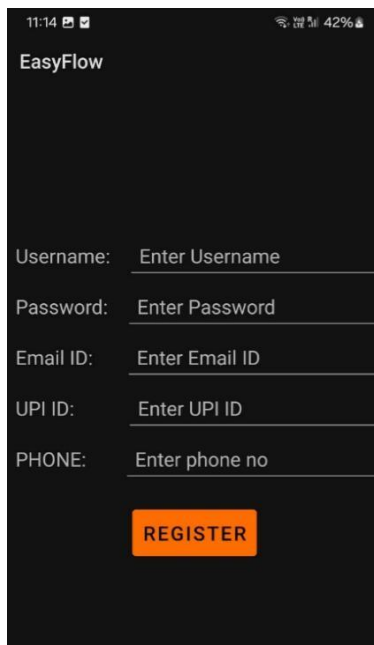 11:14 42%
EasyFlow
Username: Enter Username
Password: Enter Password
Email ID: Enter Email ID
UPI ID: Enter UPI ID
PHONE: Enter phone no
REGISTER